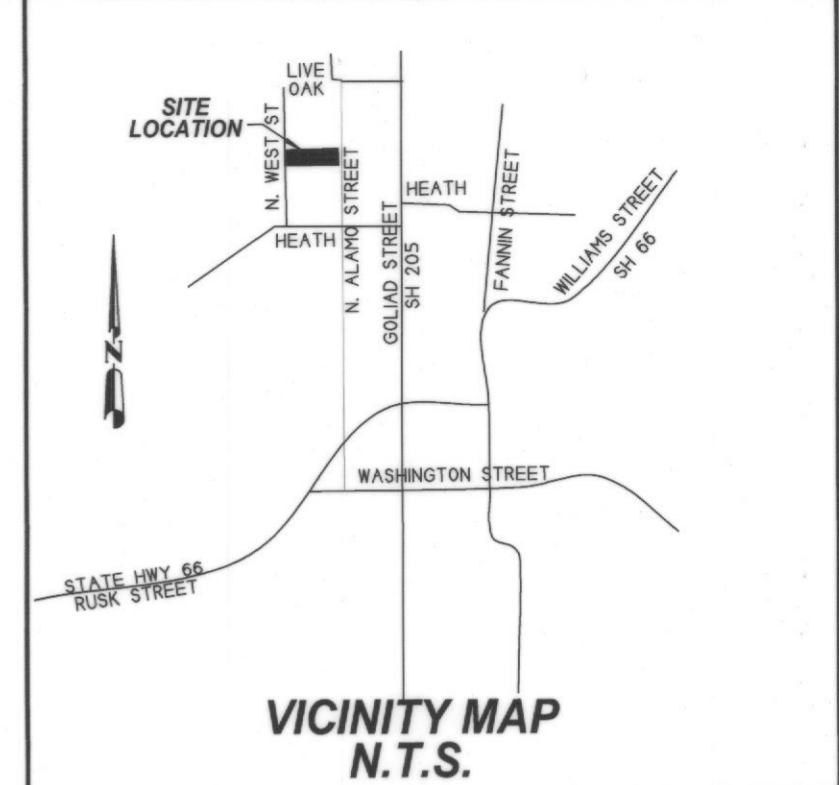 LIVE
OAK
SITE
LOCATION
N. WEST ST
N. ALAMO STREET
HEATH
HEATH
GOLIAD STREET
SH 205
FANNIN STREET
WILLIAMS STREET
SH 66
N
WASHINGTON STREET
STATE HWY 66
RUSK STREET
VICINITY MAP
N.T.S.